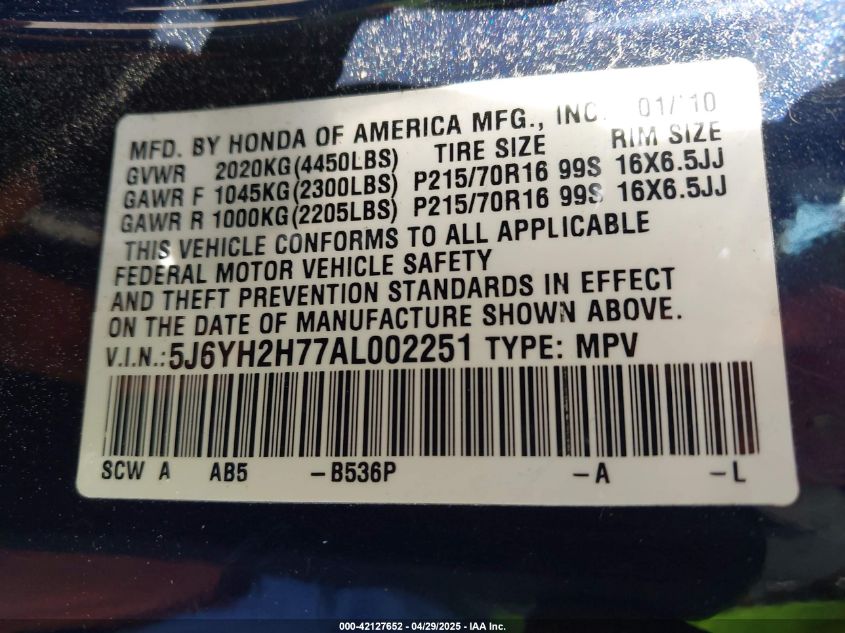 MFD. BY HONDA OF AMERICA MFG., INC. 01/10
GVWR 2020KG(4450LBS) TIRE SIZE RIM SIZE
GAWR F 1045KG(2300LBS) P215/70R16 99S 16X6.5JJ
GAWR R 1000KG(2205LBS) P215/70R16 99S 16X6.5JJ
THIS VEHICLE CONFORMS TO ALL APPLICABLE
FEDERAL MOTOR VEHICLE SAFETY
AND THEFT PREVENTION STANDARDS IN EFFECT
ON THE DATE OF MANUFACTURE SHOWN ABOVE.
V.I.N.: 5J6YH2H77AL002251 TYPE: MPV
SCW A AB5 -B536P -A -L
000-42127652 - 04/29/2025 - IAA Inc.